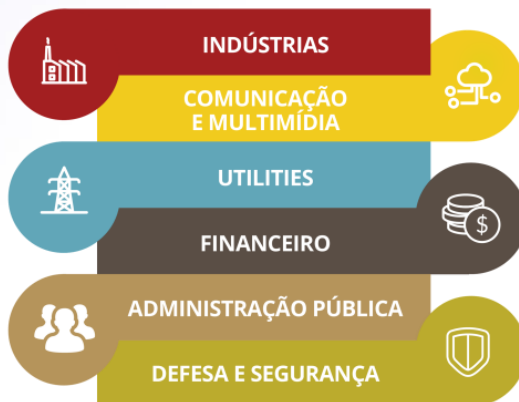 INDÚSTRIAS
COMUNICAÇÃO
E MULTIMÍDIA
UTILITIES
FINANCEIRO
$
ADMINISTRAÇÃO PÚBLICA
DEFESA E SEGURANÇA